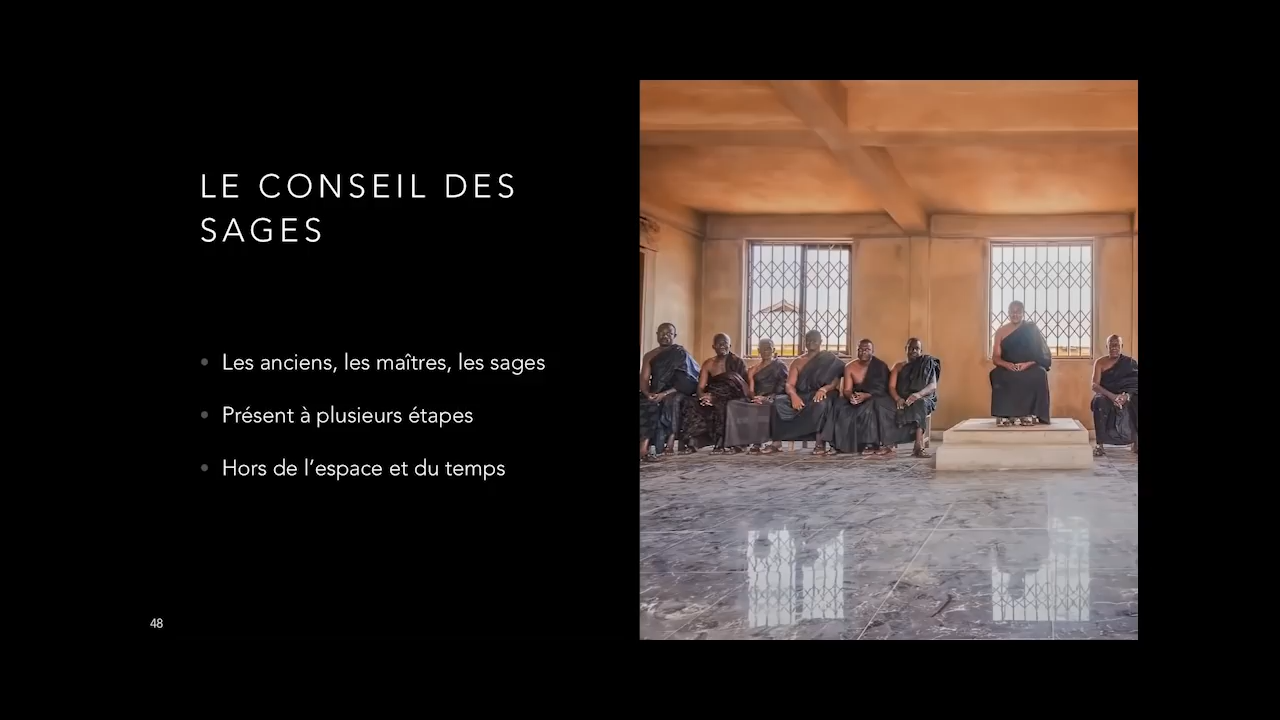 LE CONSEIL DES
SAGES
• Les anciens, les maîtres, les sages
• Présent à plusieurs étapes
• Hors de l’espace et du temps
48